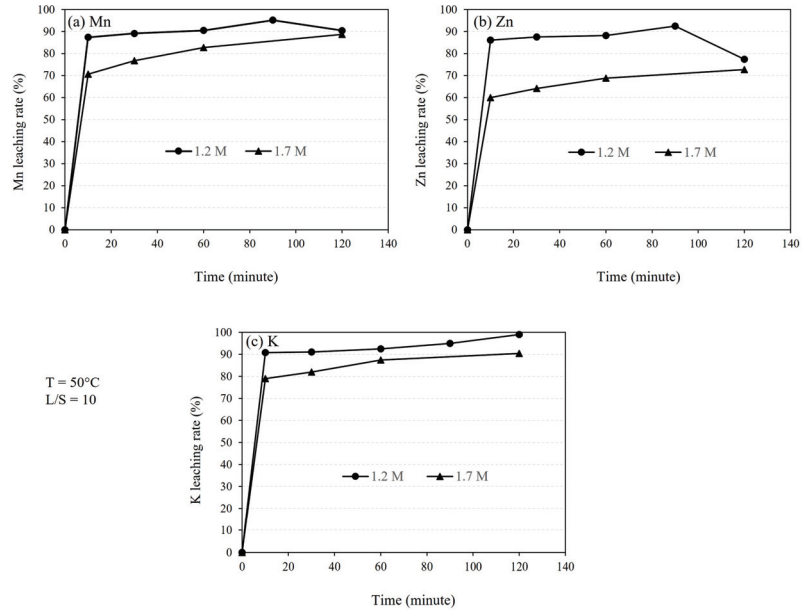 (a) Mn
Mn leaching rate (%)
100
90
80
70
60
50
40
30
20
10
0
1.2 M
1.7 M
0 20 40 60 80 100 120 140
Time (minute)
(b) Zn
Zn leaching rate (%)
100
90
80
70
60
50
40
30
20
10
0
1.2 M
1.7 M
0 20 40 60 80 100 120 140
Time (minute)
T = 50°C
L/S = 10
(c) K
K leaching rate (%)
100
90
80
70
60
50
40
30
20
10
0
1.2 M
1.7 M
0 20 40 60 80 100 120 140
Time (minute)